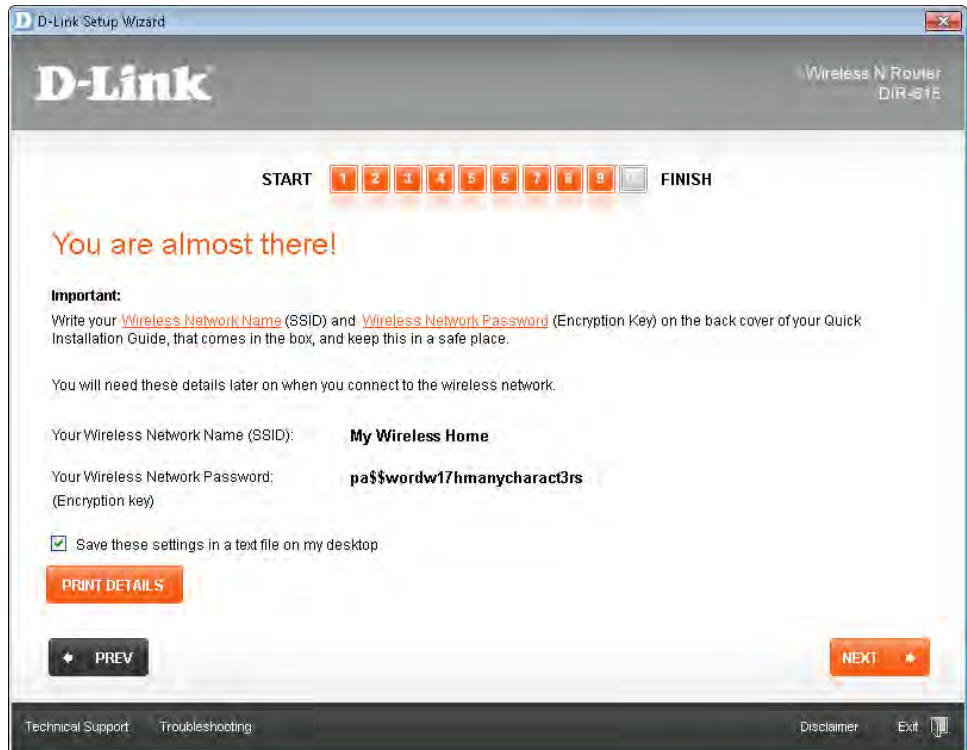 D-Link Setup Wizard
D-Link
Wireless N Router
DIR-615
START 1 2 3 4 5 6 7 8 9 FINISH
You are almost there!
Important:
Write your Wireless Network Name (SSID) and Wireless Network Password (Encryption Key) on the back cover of your Quick
Installation Guide, that comes in the box, and keep this in a safe place.
You will need these details later on when you connect to the wireless network.
Your Wireless Network Name (SSID): My Wireless Home
Your Wireless Network Password: pa$$wordw17hmanycharact3rs
(Encryption key)
Save these settings in a text file on my desktop
PRINT DETAILS
PREV
NEXT
Technical Support Troubleshooting Disclaimer Exit